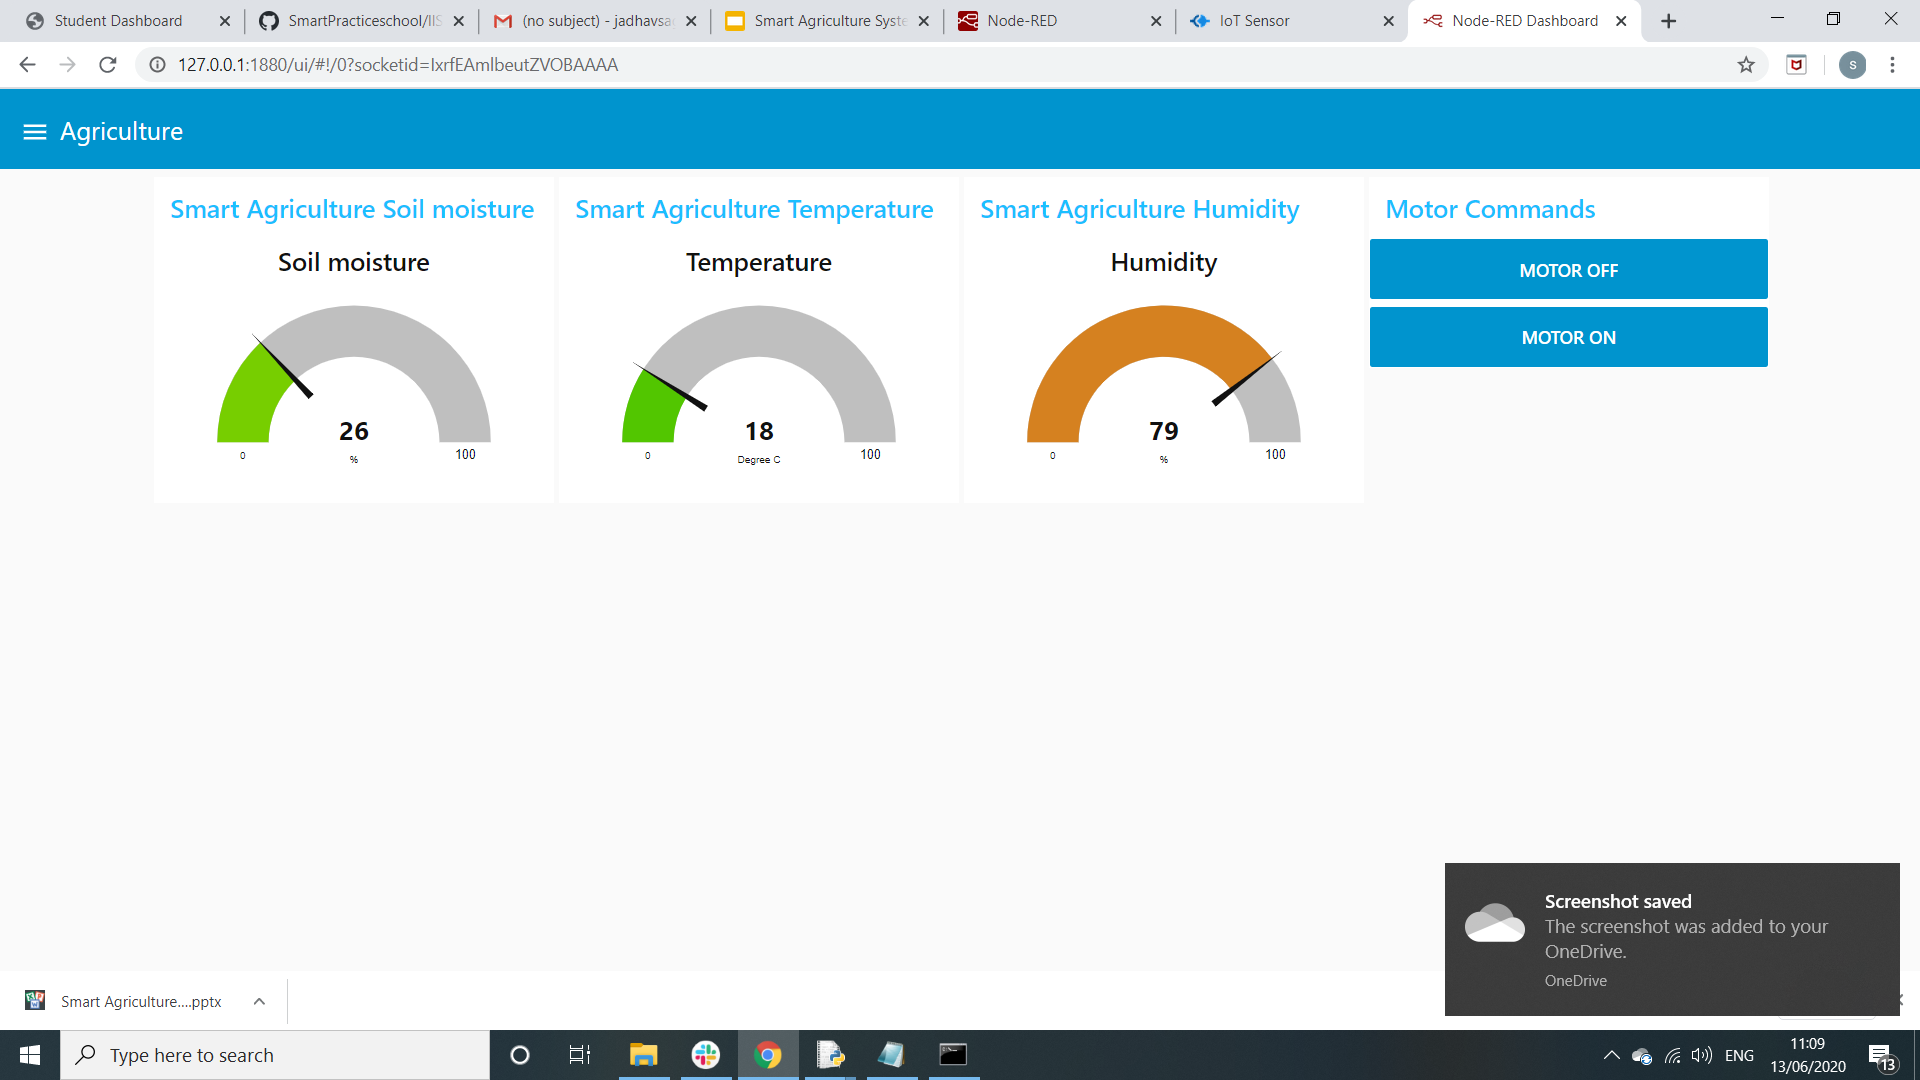 Student Dashboard
SmartPracticeschool/IIS
(no subject) - jadhavsa
Smart Agriculture Syste
Node-RED
IoT Sensor
Node-RED Dashboard
127.0.0.1:1880/ui/#!/0?socketid=IxrfEAmlbeutZVOBAAAA
S
Agriculture
Smart Agriculture Soil moisture
Soil moisture
26
0
%
100
Smart Agriculture Temperature
Temperature
18
0
Degree C
100
Smart Agriculture Humidity
Humidity
79
0
%
100
Motor Commands
MOTOR OFF
MOTOR ON
Screenshot saved
The screenshot was added to your
OneDrive.
OneDrive
Smart Agriculture....pptx
Type here to search
ENG
11:09
13/06/2020
13